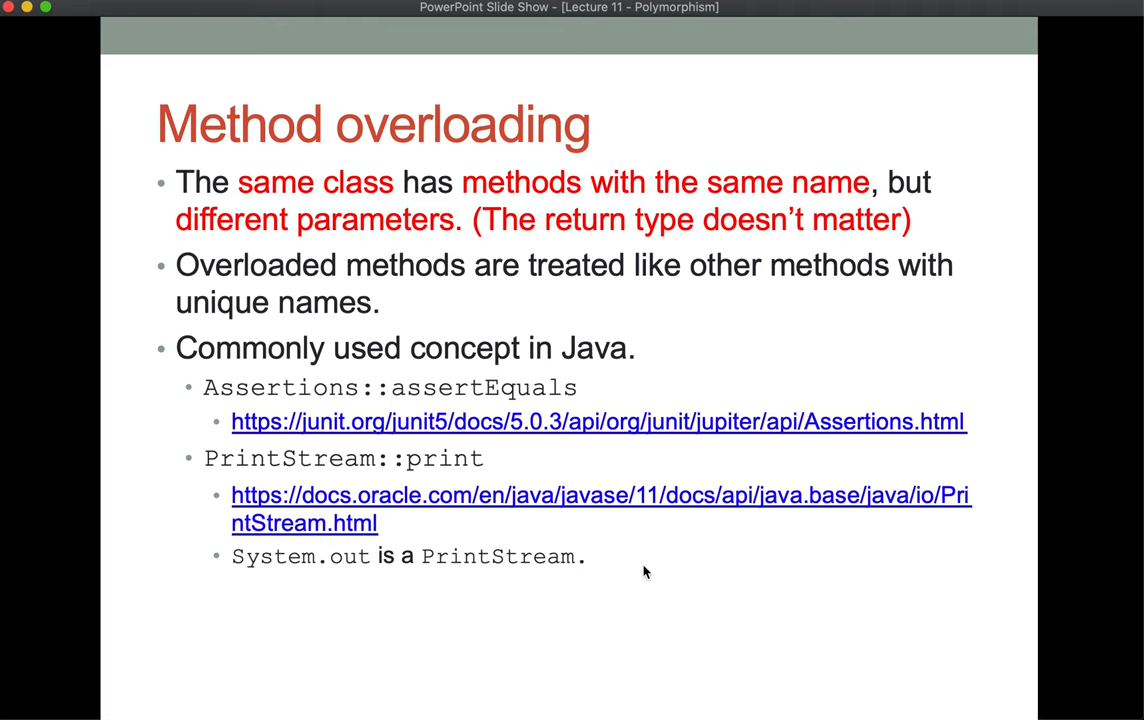 PowerPoint Slide Show - [Lecture 11 - Polymorphism]
Method overloading
• The same class has methods with the same name, but
different parameters. (The return type doesn’t matter)
• Overloaded methods are treated like other methods with
unique names.
• Commonly used concept in Java.
• Assertions::assertEquals
• https://junit.org/junit5/docs/5.0.3/api/org/junit/jupiter/api/Assertions.html
• PrintStream::print
• https://docs.oracle.com/en/java/javase/11/docs/api/java.base/java/io/Pri
ntStream.html
• System.out is a PrintStream.